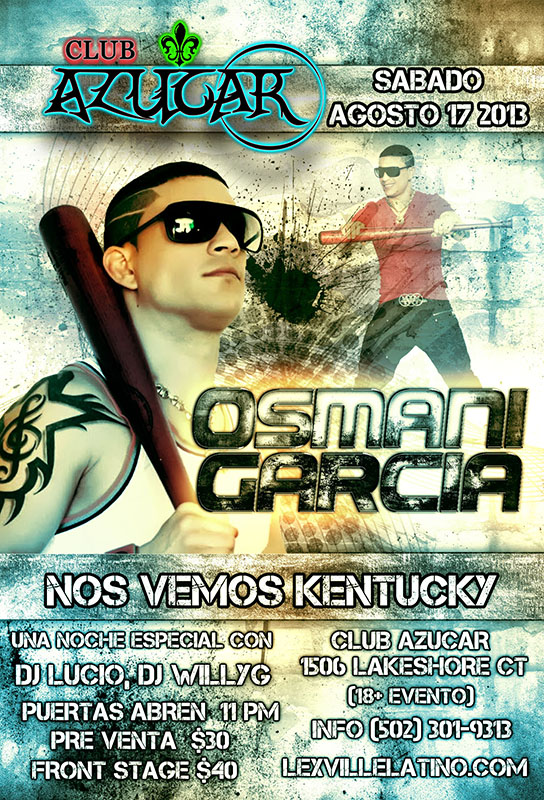 CLUB
AZUCAR
SABADO
AGOSTO 17 2013
OSMANI
GARCIA
NOS VEMOS KENTUCKY
UNA NOCHE ESPECIAL CON
DJ LUCIO, DJ WILLYG
PUERTAS ABREN 11 PM
PRE VENTA $30
FRONT STAGE $40
CLUB AZUCAR
1506 LAKESHORE CT
(18+ EVENTO)
INFO (502) 301-9313
LEXVILLELATINO.COM